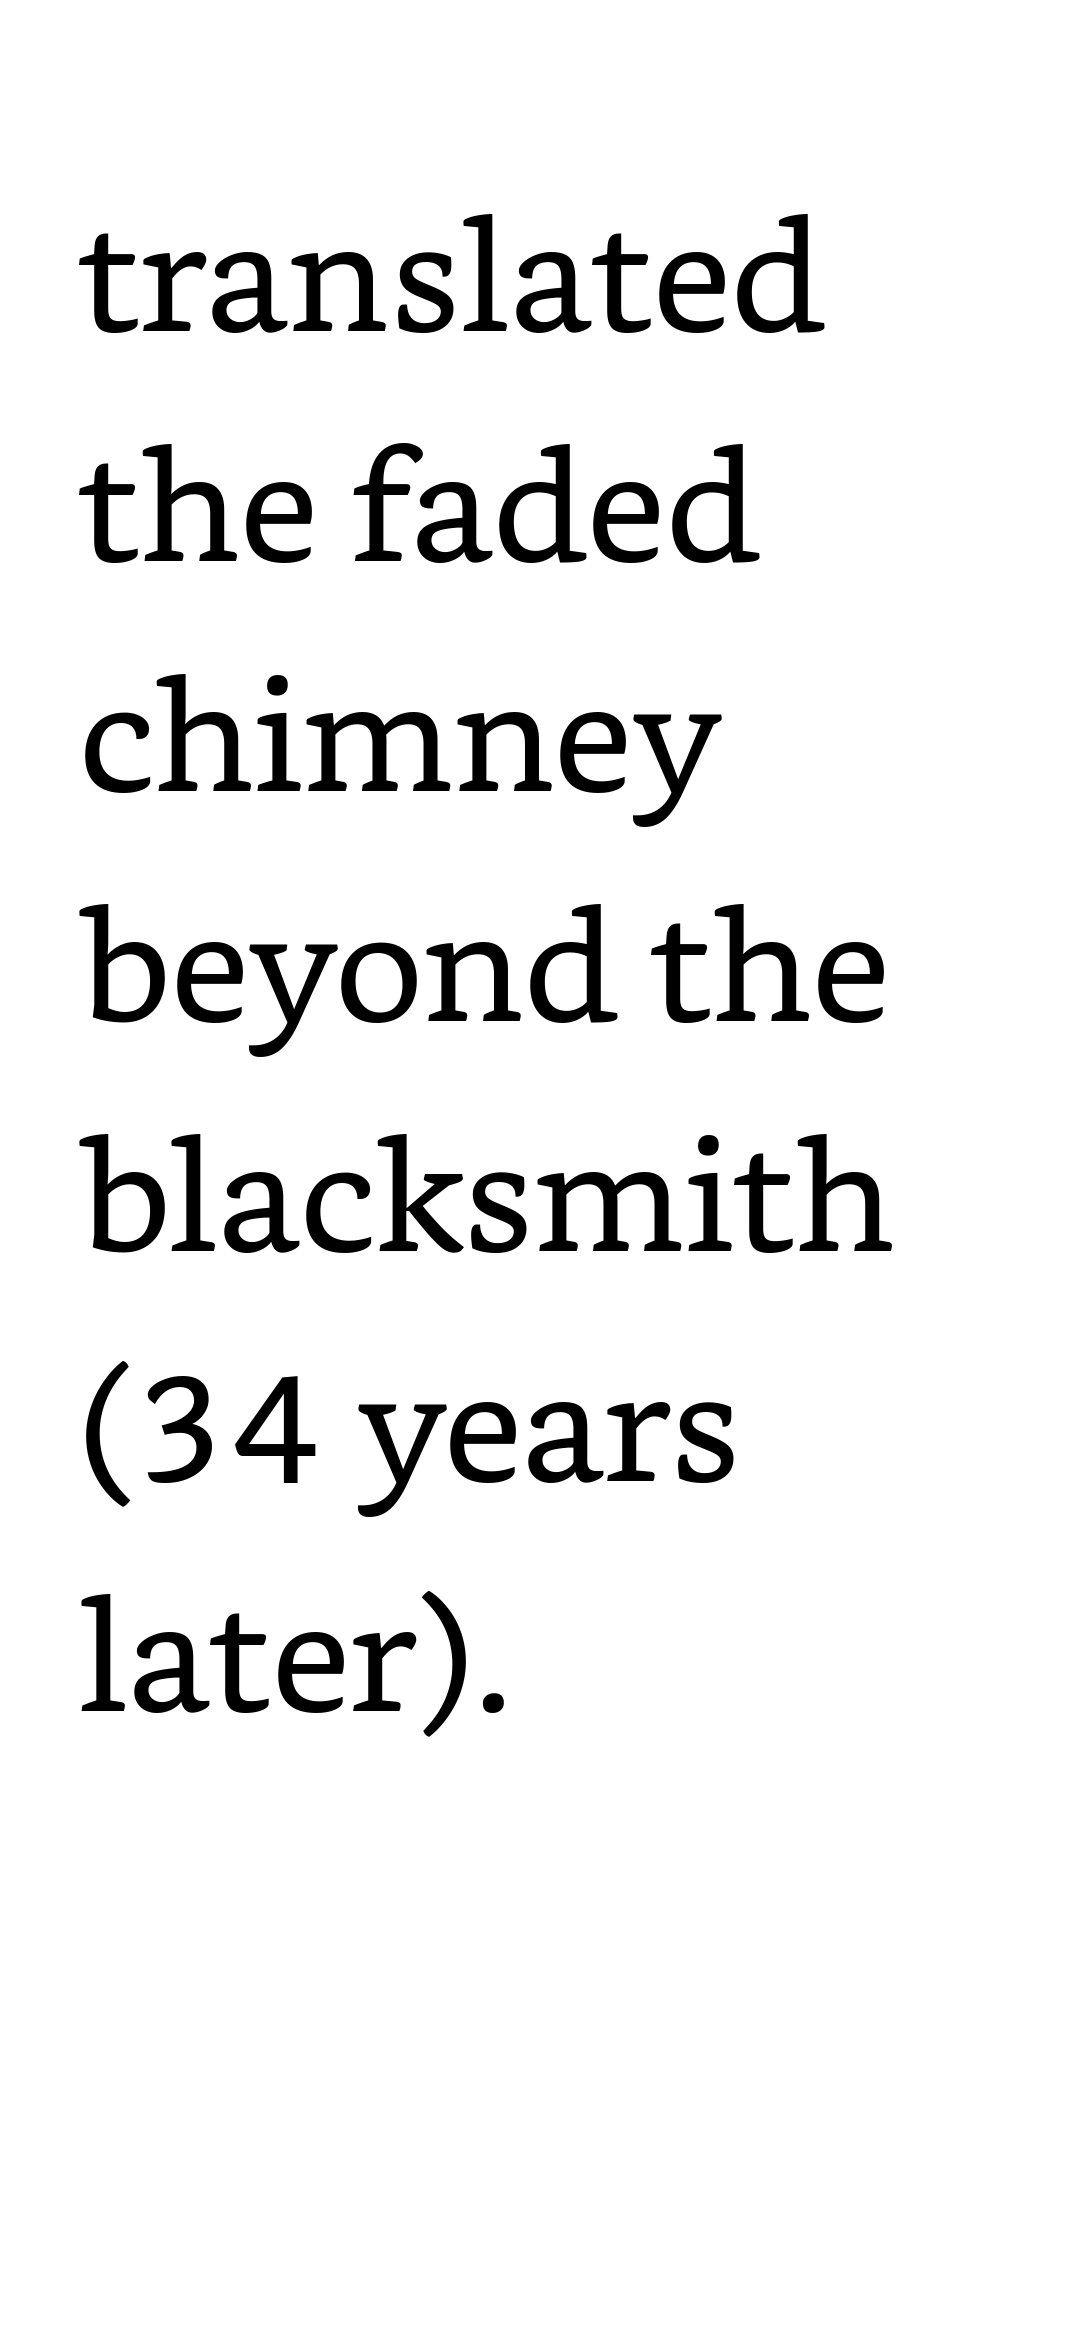 translated
the faded
chimney
beyond the
blacksmith
(34 years
later).